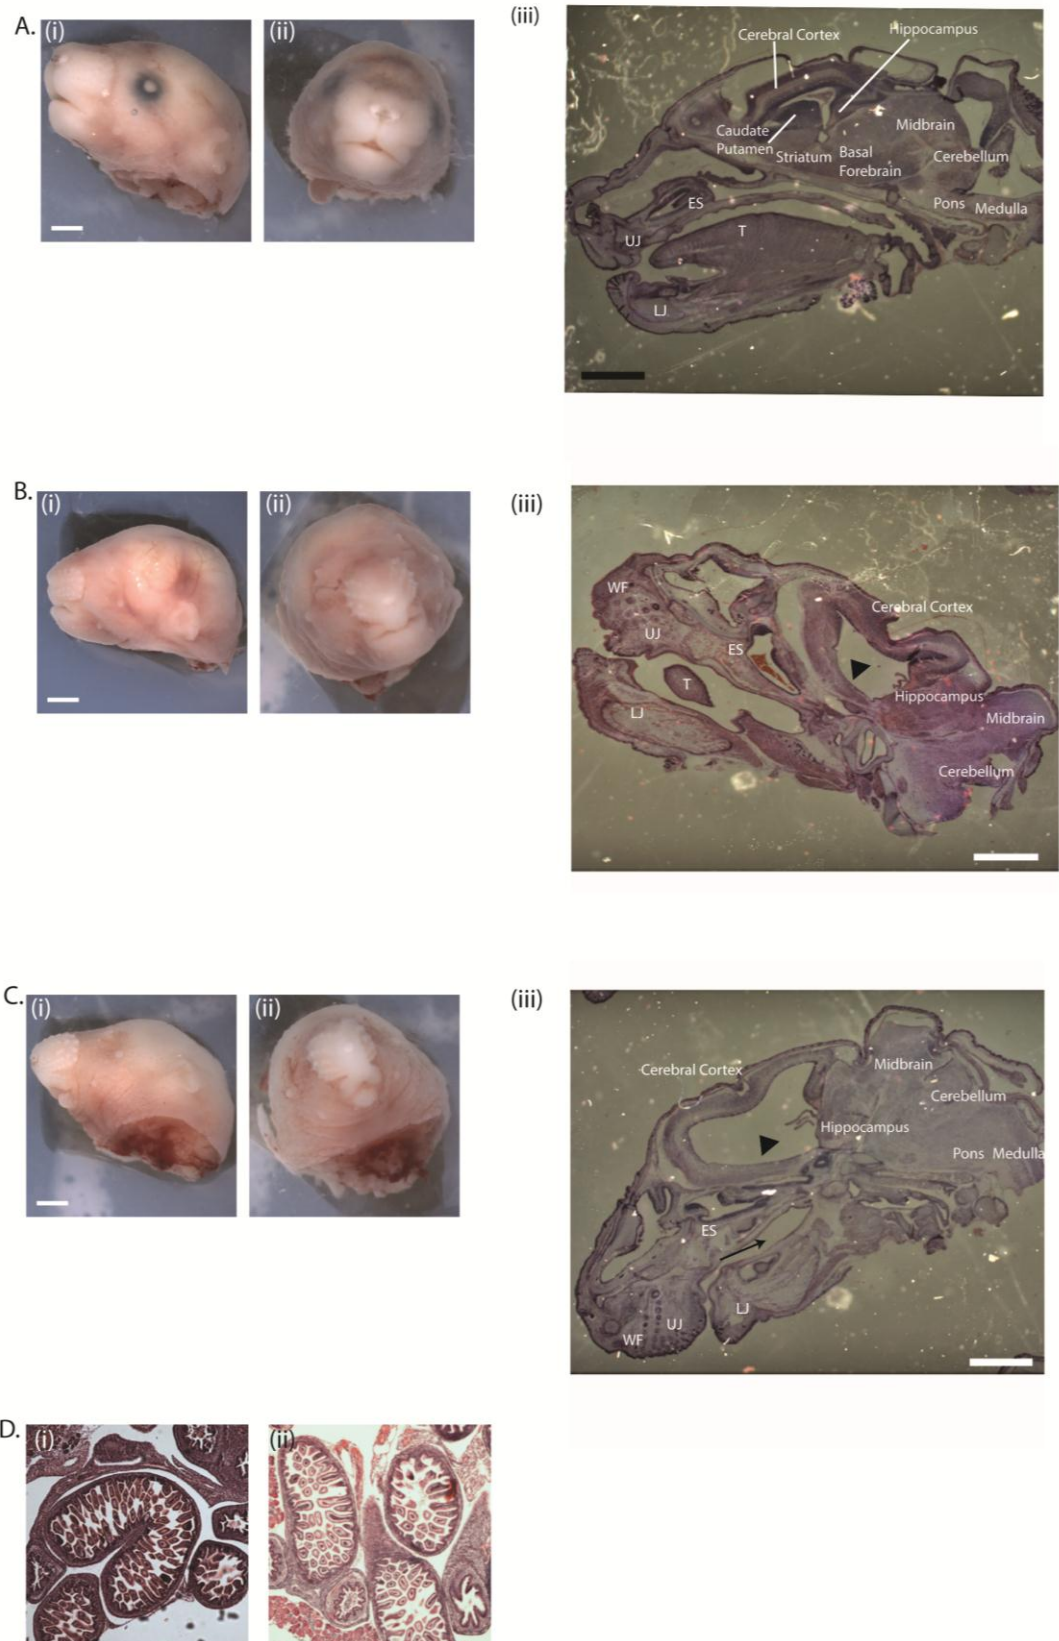 A.
(i)
(ii)
(iii)
Cerebral Cortex
Hippocampus
Caudate
Putamen
Striatum
Basal
Forebrain
Midbrain
Cerebellum
Pons
Medulla
ES
UJ
T
LJ
B.
(i)
(ii)
(iii)
WF
UJ
ES
T
LJ
Cerebral Cortex
Hippocampus
Midbrain
Cerebellum
C.
(i)
(ii)
(iii)
Cerebral Cortex
Midbrain
Cerebellum
Hippocampus
Pons
Medulla
ES
UJ
LJ
WF
D.
(i)
(ii)